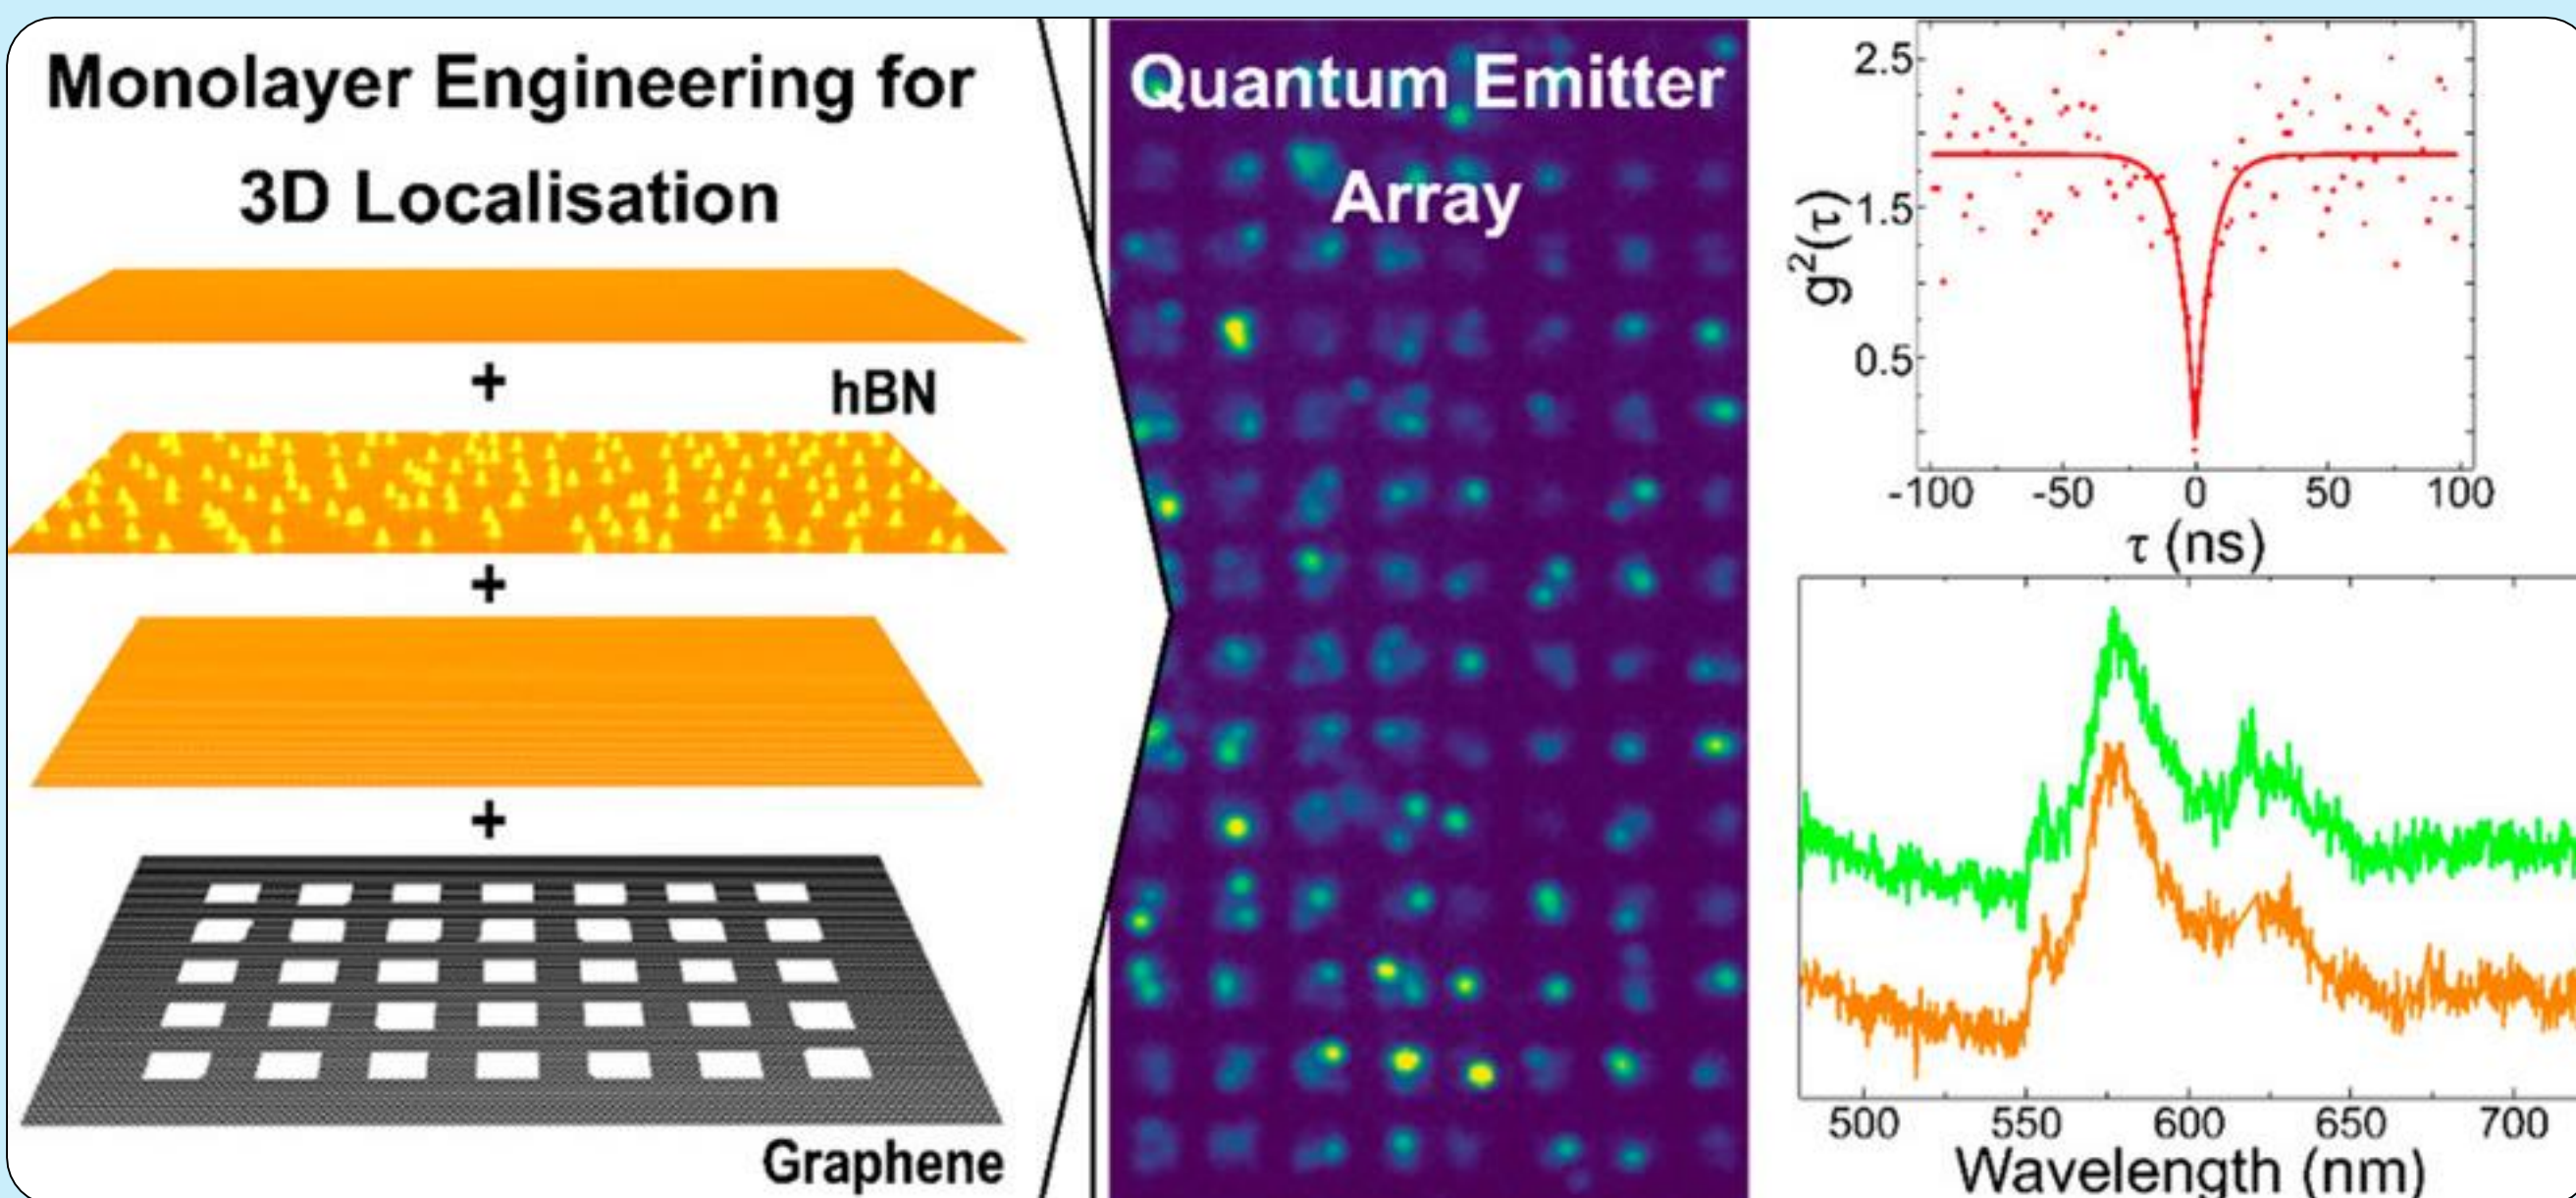 Monolayer Engineering for
3D Localisation
+
hBN
+
+
Graphene
Quantum Emitter
Array
2.5
1.5
0.5
g²(τ)
-100 -50 0 50 100
τ (ns)
500 550 600 650 700
Wavelength (nm)